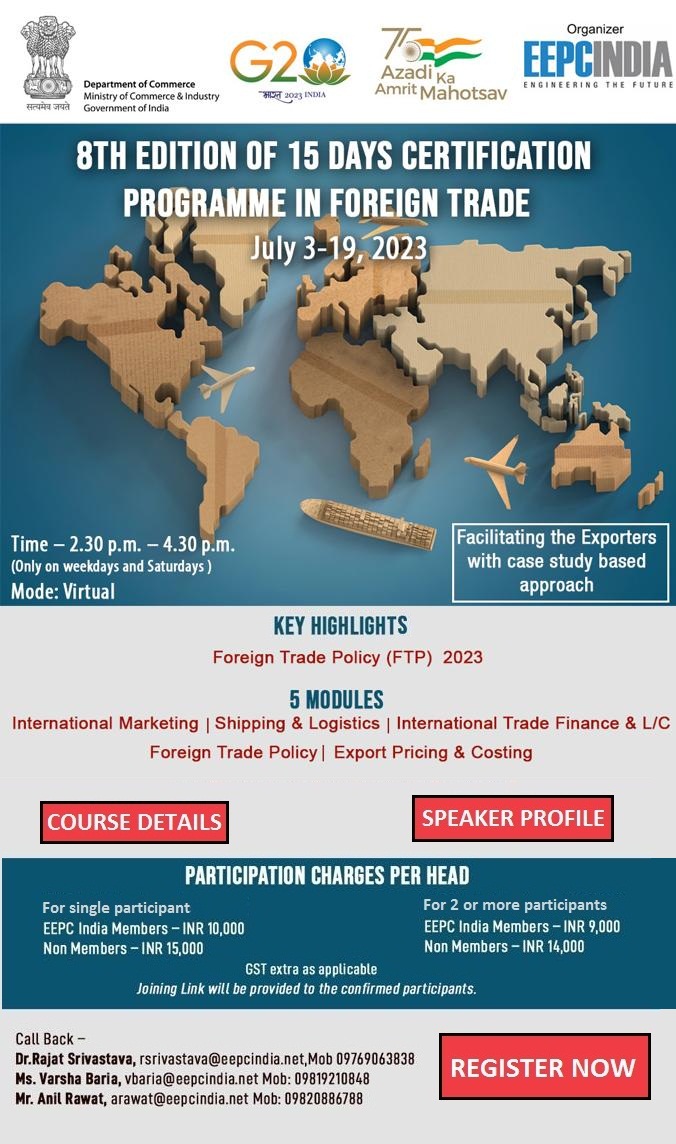 Organizer
G20
75
EEPCINDIA
ENGINEERING THE FUTURE
Azadi Ka
Amrit Mahotsav
भारत 2023 INDIA
सत्यमेव जयते
Department of Commerce
Ministry of Commerce & Industry
Government of India
8TH EDITION OF 15 DAYS CERTIFICATION
PROGRAMME IN FOREIGN TRADE
July 3-19, 2023
Time – 2.30 p.m. – 4.30 p.m.
(Only on weekdays and Saturdays )
Mode: Virtual
Facilitating the Exporters
with case study based
approach
KEY HIGHLIGHTS
Foreign Trade Policy (FTP) 2023
5 MODULES
International Marketing | Shipping & Logistics | International Trade Finance & L/C
Foreign Trade Policy | Export Pricing & Costing
COURSE DETAILS
SPEAKER PROFILE
PARTICIPATION CHARGES PER HEAD
For single participant
EEPC India Members – INR 10,000
Non Members – INR 15,000
For 2 or more participants
EEPC India Members – INR 9,000
Non Members – INR 14,000
GST extra as applicable
Joining Link will be provided to the confirmed participants.
Call Back –
Dr.Rajat Srivastava, rsrivastava@eepcindia.net,Mob 09769063838
Ms. Varsha Baria, vbaria@eepcindia.net Mob: 09819210848
Mr. Anil Rawat, arawat@eepcindia.net Mob: 09820886788
REGISTER NOW